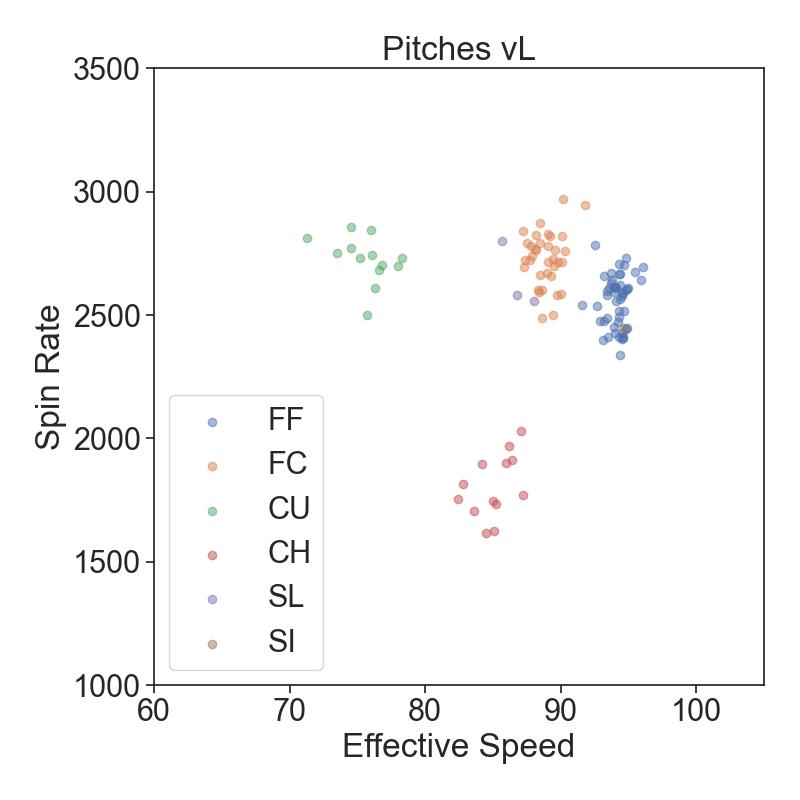 Pitches vL
3500
3000
2500
2000
1500
1000
Spin Rate
FF
FC
CU
CH
SL
SI
60 70 80 90 100
Effective Speed